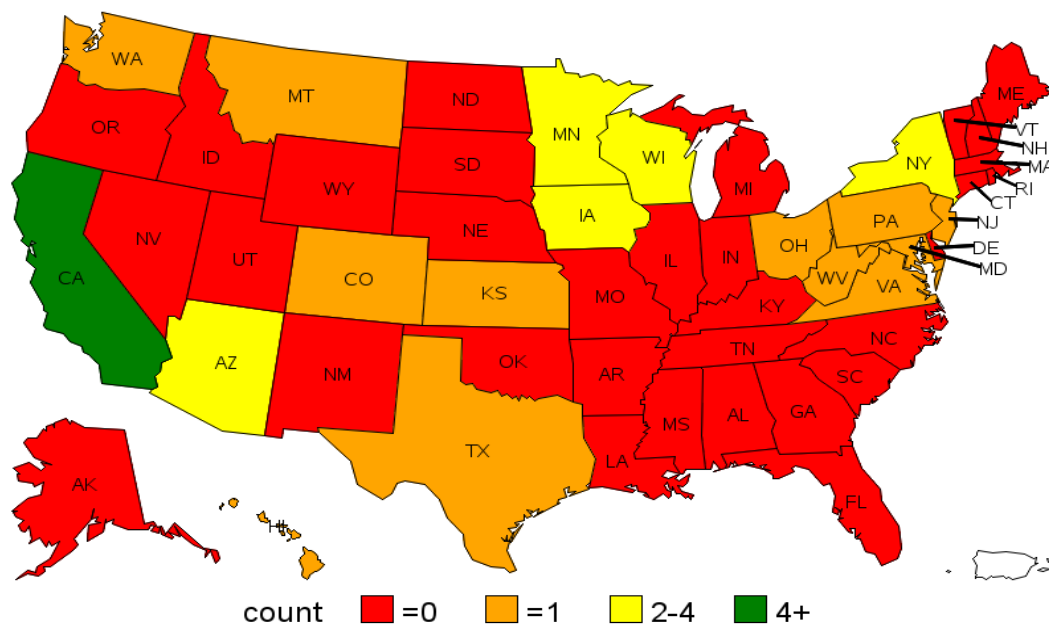 WA
MT
ND
MN
ME
OR
ID
SD
WI
NY
VT
NH
MA
RI
CT
WY
MI
IA
PA
NJ
NV
NE
OH
DE
MD
UT
CO
IL
IN
WV
VA
CA
KS
MO
KY
AZ
NM
OK
AR
TN
NC
SC
MS
AL
GA
TX
LA
FL
AK
HI
count =0 =1 2-4 4+